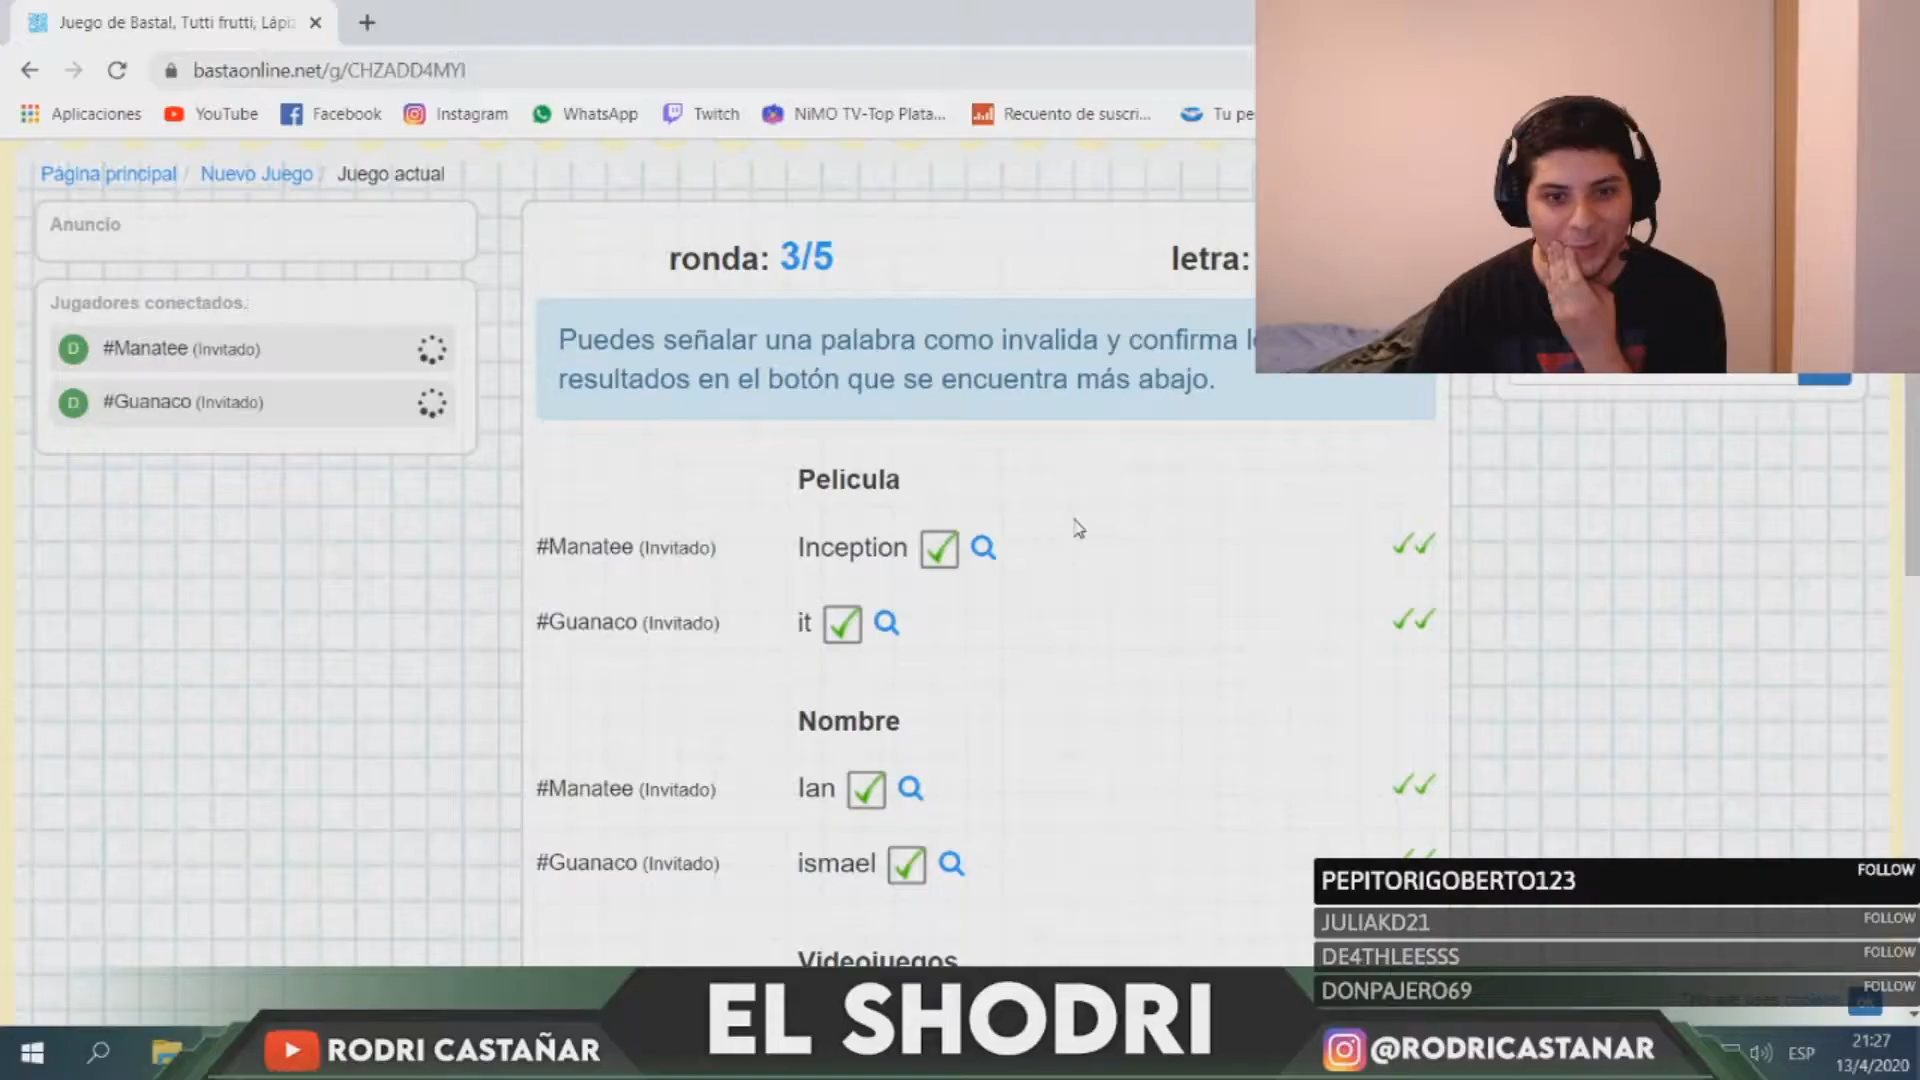 Juego de Basta!, Tutti frutti, Lápiz
bastaonline.net/g/CHZADD4MYI
Aplicaciones YouTube Facebook Instagram WhatsApp Twitch NiMO TV-Top Plata... Recuento de suscri... Tu pe
Página principal / Nuevo Juego / Juego actual
Anuncio
Jugadores conectados.
D #Manatee (Invitado)
D #Guanaco (Invitado)
ronda: 3/5 letra:
Puedes señalar una palabra como invalida y confirma
resultados en el botón que se encuentra más abajo.
Pelicula
#Manatee (Invitado) Inception
#Guanaco (Invitado) it
Nombre
#Manatee (Invitado) Ian
#Guanaco (Invitado) ismael
Videojuegos
PEPITORIGOBERTO123 FOLLOW
JULIAKD21 FOLLOW
DE4THLEESSS FOLLOW
DONPAJERO69 FOLLOW
EL SHODRI
RODRI CASTAÑAR
@RODRICASTANAR
ESP
21:27
13/4/2020